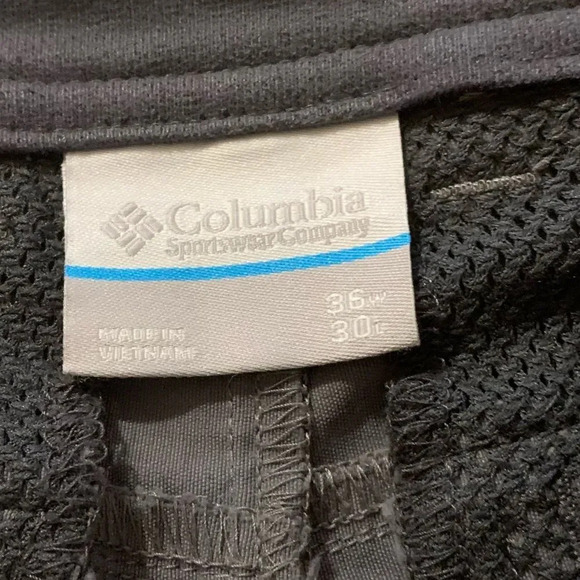 Columbia
Sportswear Company
36W
30L
MADE IN
VIETNAM